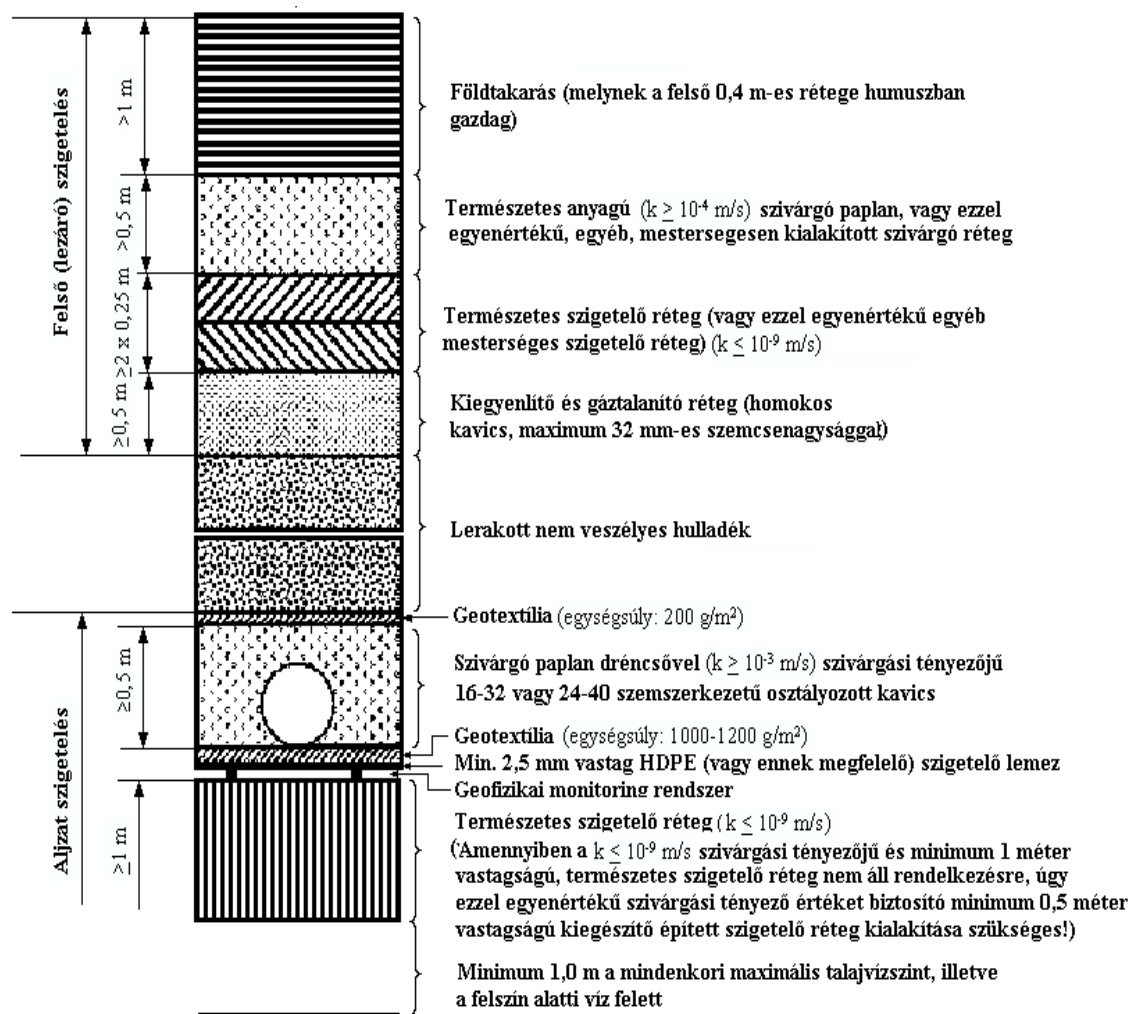 Felső (lezáró) szigetelés
>1 m
Földtakarás (melynek a felső 0,4 m-es rétege humuszban
gazdag)
>0,5 m
Természetes anyagú (k ≥ 10⁻⁴ m/s) szivárgó paplan, vagy ezzel
egyenértékű, egyéb, mestersegesen kialakított szivárgó réteg
≥2 x 0,25 m
Természetes szigetelő réteg (vagy ezzel egyenértékű egyéb
mesterséges szigetelő réteg) (k ≤ 10⁻⁹ m/s)
≥0,5 m
Kiegyenlítő és gáztalanító réteg (homokos
kavics, maximum 32 mm-es szemcsenagysággal)
Lerakott nem veszélyes hulladék
Aljzat szigetelés
Geotextília (egységsúly: 200 g/m²)
≥0,5 m
Szivárgó paplan dréncsővel (k ≥ 10⁻³ m/s) szivárgási tényezőjű
16-32 vagy 24-40 szemszerkezetű osztályozott kavics
Geotextília (egységsúly: 1000-1200 g/m²)
Min. 2,5 mm vastag HDPE (vagy ennek megfelelő) szigetelő lemez
Geofizikai monitoring rendszer
≥1 m
Természetes szigetelő réteg (k ≤ 10⁻⁹ m/s)
(Amennyiben a k ≤ 10⁻⁹ m/s szivárgási tényezőjű és minimum 1 méter
vastagságú, természetes szigetelő réteg nem áll rendelkezésre, úgy
ezzel egyenértékű szivárgási tényező értéket biztosító minimum 0,5 méter
vastagságú kiegészítő épített szigetelő réteg kialakítása szükséges!)
Minimum 1,0 m a mindenkori maximális talajvízszint, illetve
a felszín alatti víz felett